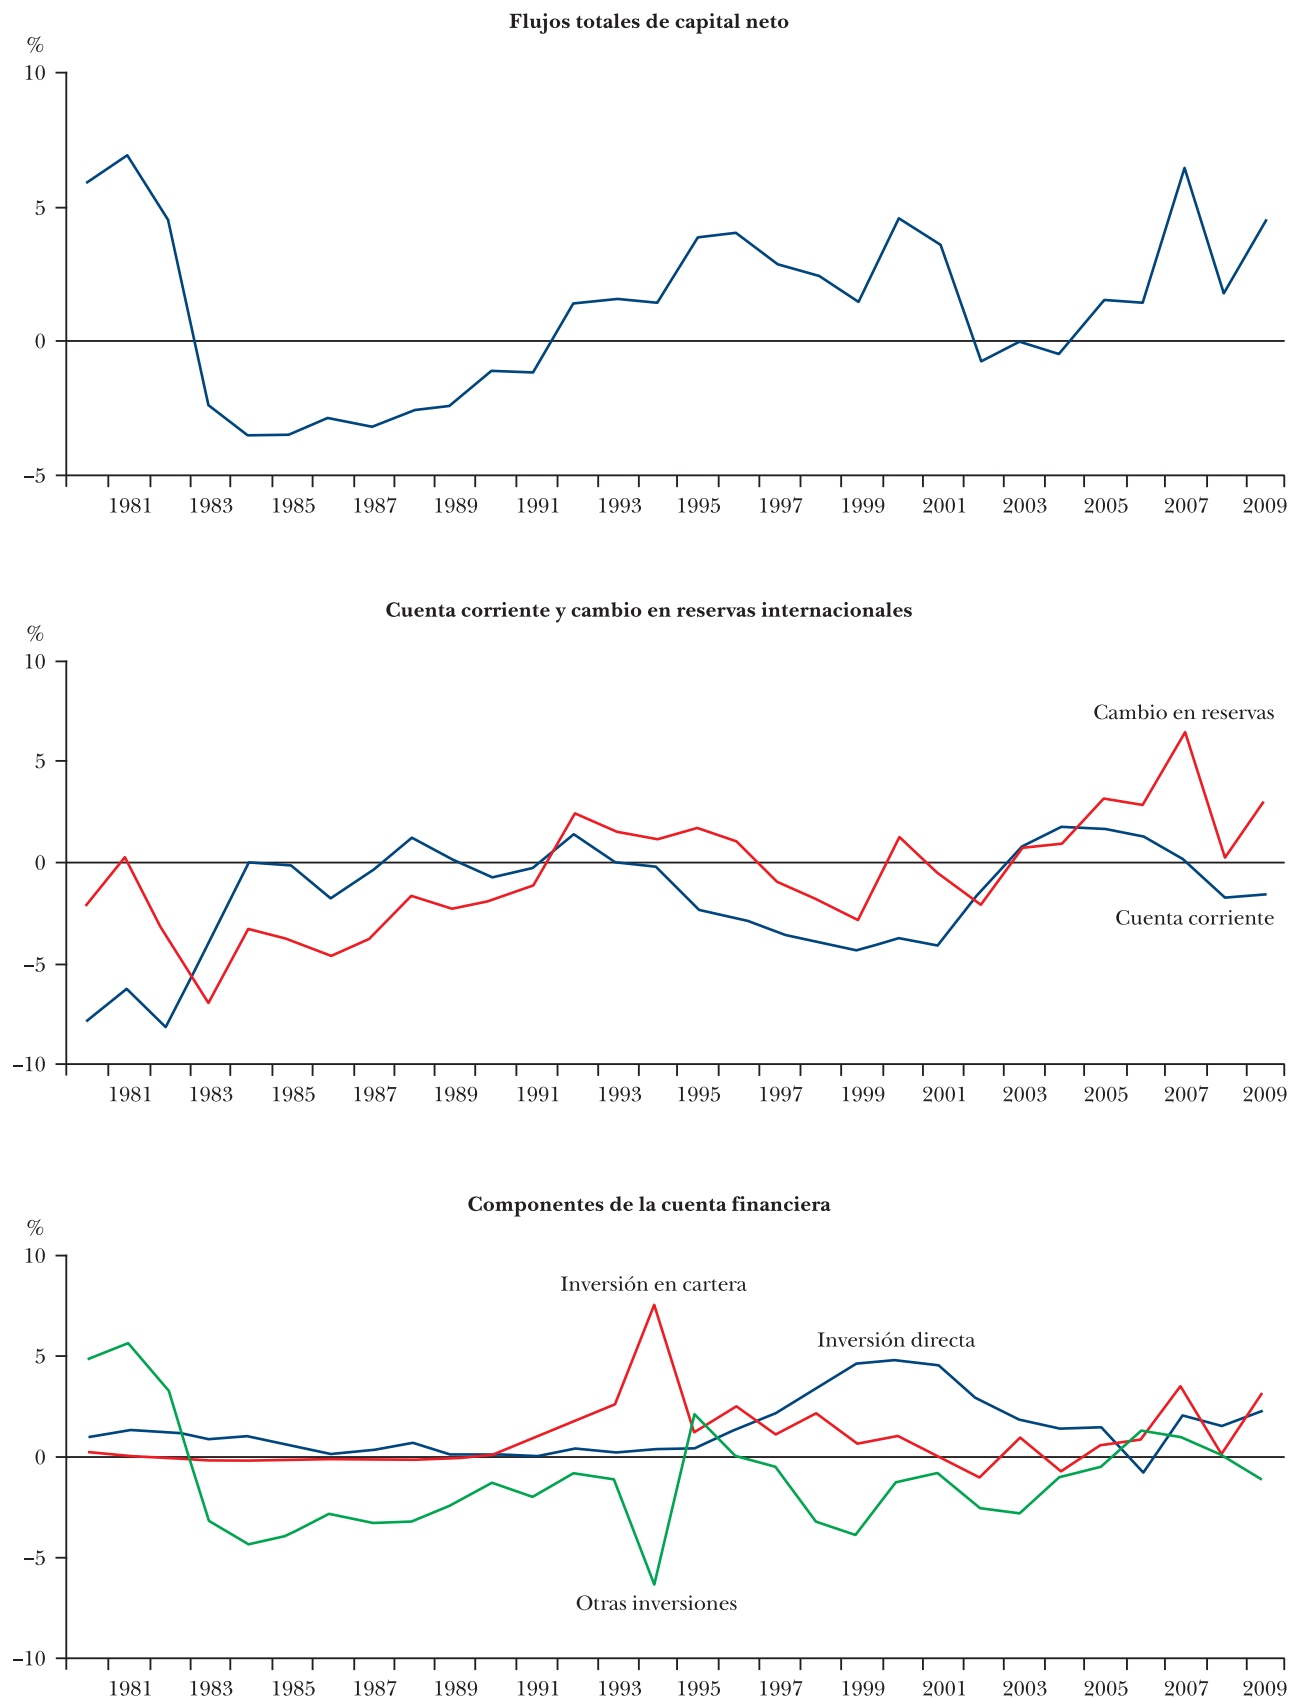 Flujos totales de capital neto
%
10
5
0
–5
1981 1983 1985 1987 1989 1991 1993 1995 1997 1999 2001 2003 2005 2007 2009
Cuenta corriente y cambio en reservas internacionales
%
10
Cambio en reservas
5
0
Cuenta corriente
–5
–10
1981 1983 1985 1987 1989 1991 1993 1995 1997 1999 2001 2003 2005 2007 2009
Componentes de la cuenta financiera
%
10
Inversión en cartera
Inversión directa
5
0
–5
Otras inversiones
–10
1981 1983 1985 1987 1989 1991 1993 1995 1997 1999 2001 2003 2005 2007 2009